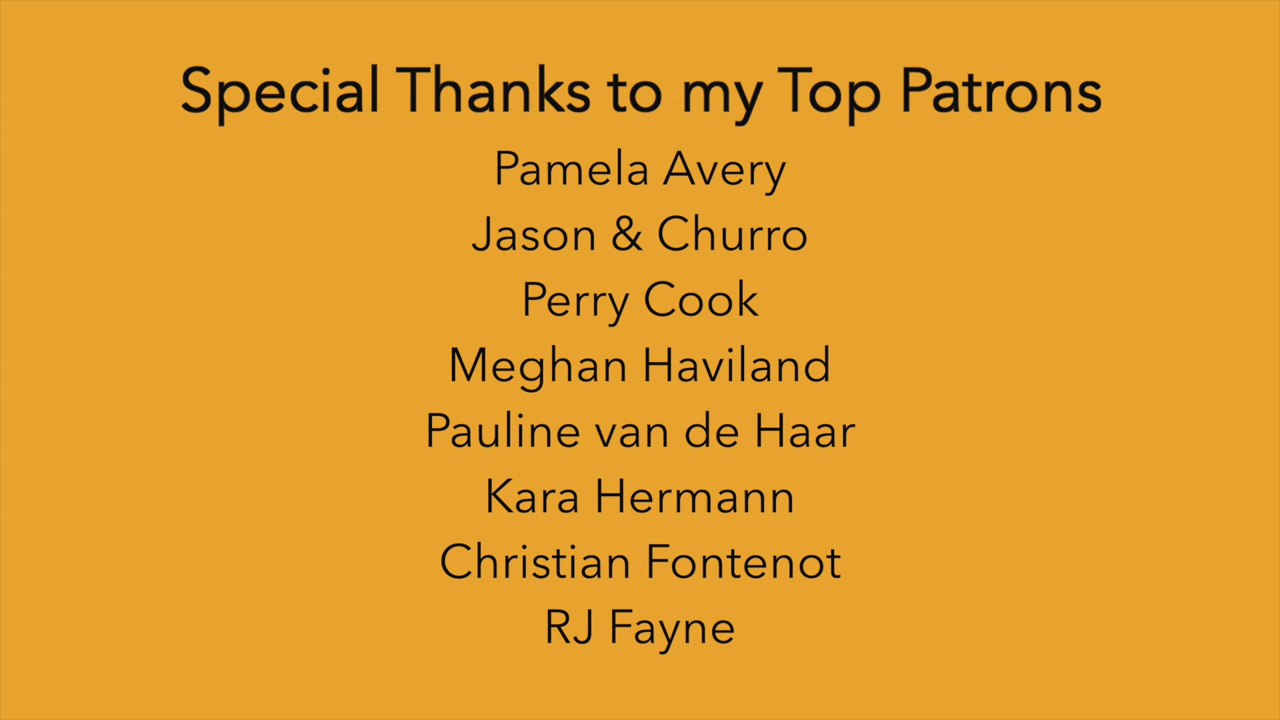 Special Thanks to my Top Patrons
Pamela Avery
Jason & Churro
Perry Cook
Meghan Haviland
Pauline van de Haar
Kara Hermann
Christian Fontenot
RJ Fayne